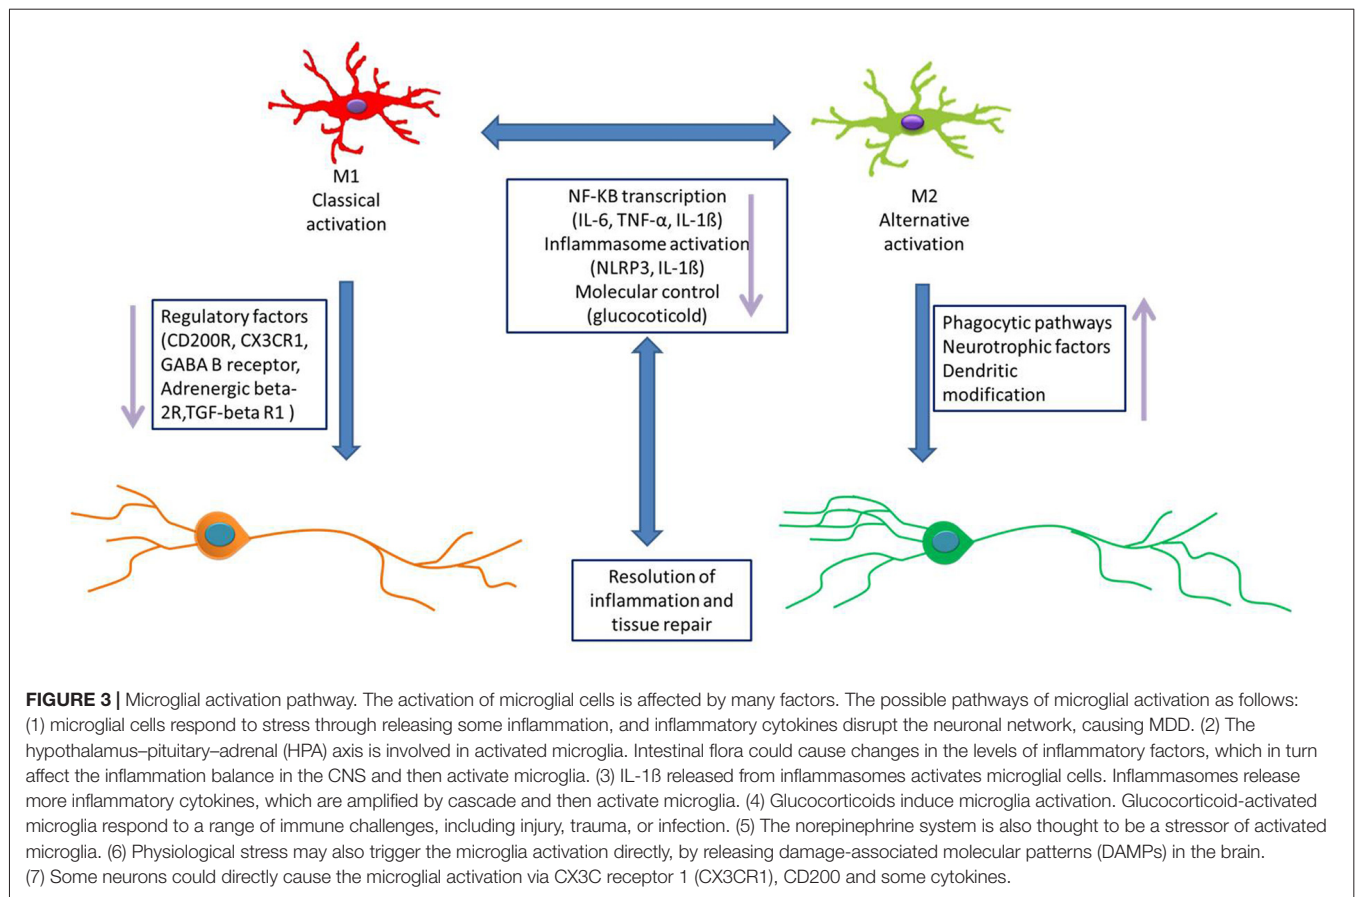 M1
Classical
activation
M2
Alternative
activation
NF-KB transcription
(IL-6, TNF-α, IL-1ß)
Inflammasome activation
(NLRP3, IL-1ß)
Molecular control
(glucocoticold)
Regulatory factors
(CD200R, CX3CR1,
GABA B receptor,
Adrenergic beta-
2R,TGF-beta R1 )
Phagocytic pathways
Neurotrophic factors
Dendritic
modification
Resolution of
inflammation and
tissue repair
FIGURE 3 | Microglial activation pathway. The activation of microglial cells is affected by many factors. The possible pathways of microglial activation as follows:
(1) microglial cells respond to stress through releasing some inflammation, and inflammatory cytokines disrupt the neuronal network, causing MDD. (2) The
hypothalamus–pituitary–adrenal (HPA) axis is involved in activated microglia. Intestinal flora could cause changes in the levels of inflammatory factors, which in turn
affect the inflammation balance in the CNS and then activate microglia. (3) IL-1ß released from inflammasomes activates microglial cells. Inflammasomes release
more inflammatory cytokines, which are amplified by cascade and then activate microglia. (4) Glucocorticoids induce microglia activation. Glucocorticoid-activated
microglia respond to a range of immune challenges, including injury, trauma, or infection. (5) The norepinephrine system is also thought to be a stressor of activated
microglia. (6) Physiological stress may also trigger the microglia activation directly, by releasing damage-associated molecular patterns (DAMPs) in the brain.
(7) Some neurons could directly cause the microglial activation via CX3C receptor 1 (CX3CR1), CD200 and some cytokines.